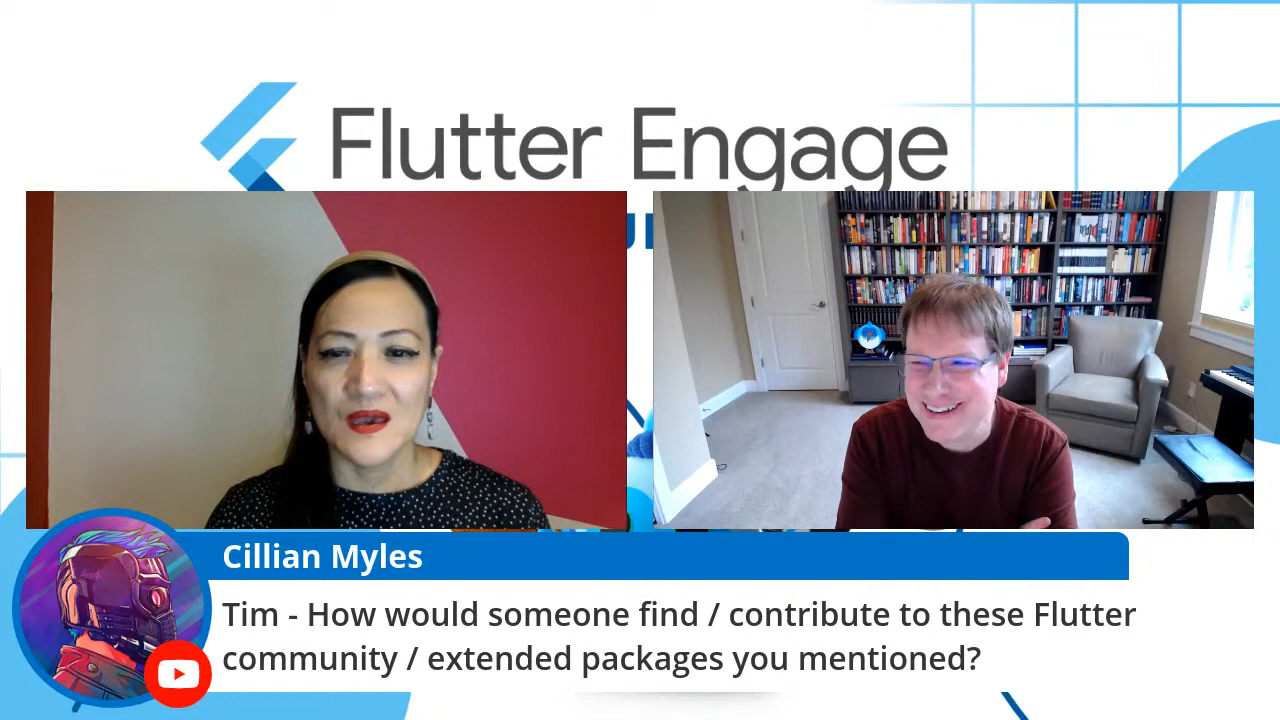 Flutter Engage
Cillian Myles
Tim - How would someone find / contribute to these Flutter
community / extended packages you mentioned?